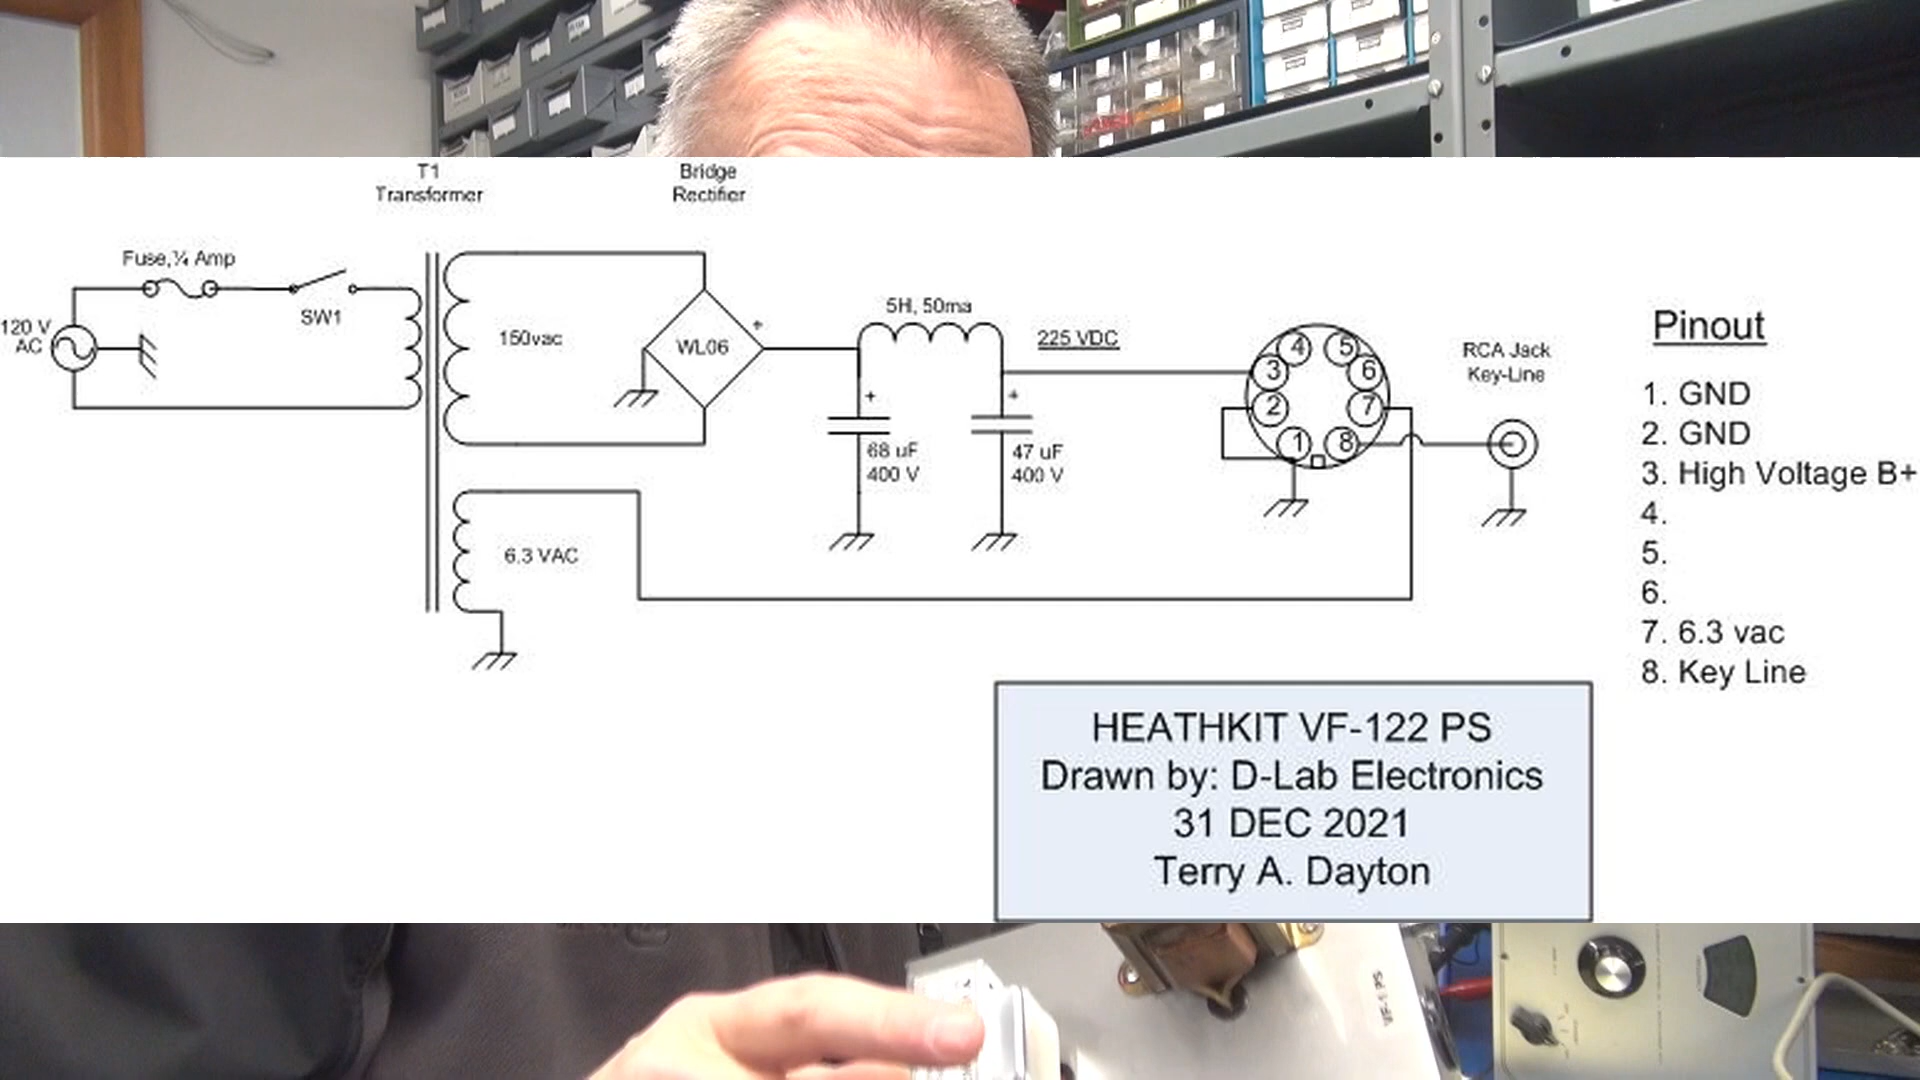 T1
Transformer
Bridge
Rectifier
Fuse,¼ Amp
SW1
120 V
AC
150vac
WL06
+
5H, 50ma
225 VDC
+
68 uF
400 V
+
47 uF
400 V
6.3 VAC
4
5
3
6
2
7
1
8
RCA Jack
Key-Line
Pinout
1. GND
2. GND
3. High Voltage B+
4.
5.
6.
7. 6.3 vac
8. Key Line
HEATHKIT VF-122 PS
Drawn by: D-Lab Electronics
31 DEC 2021
Terry A. Dayton
VF-1 PS